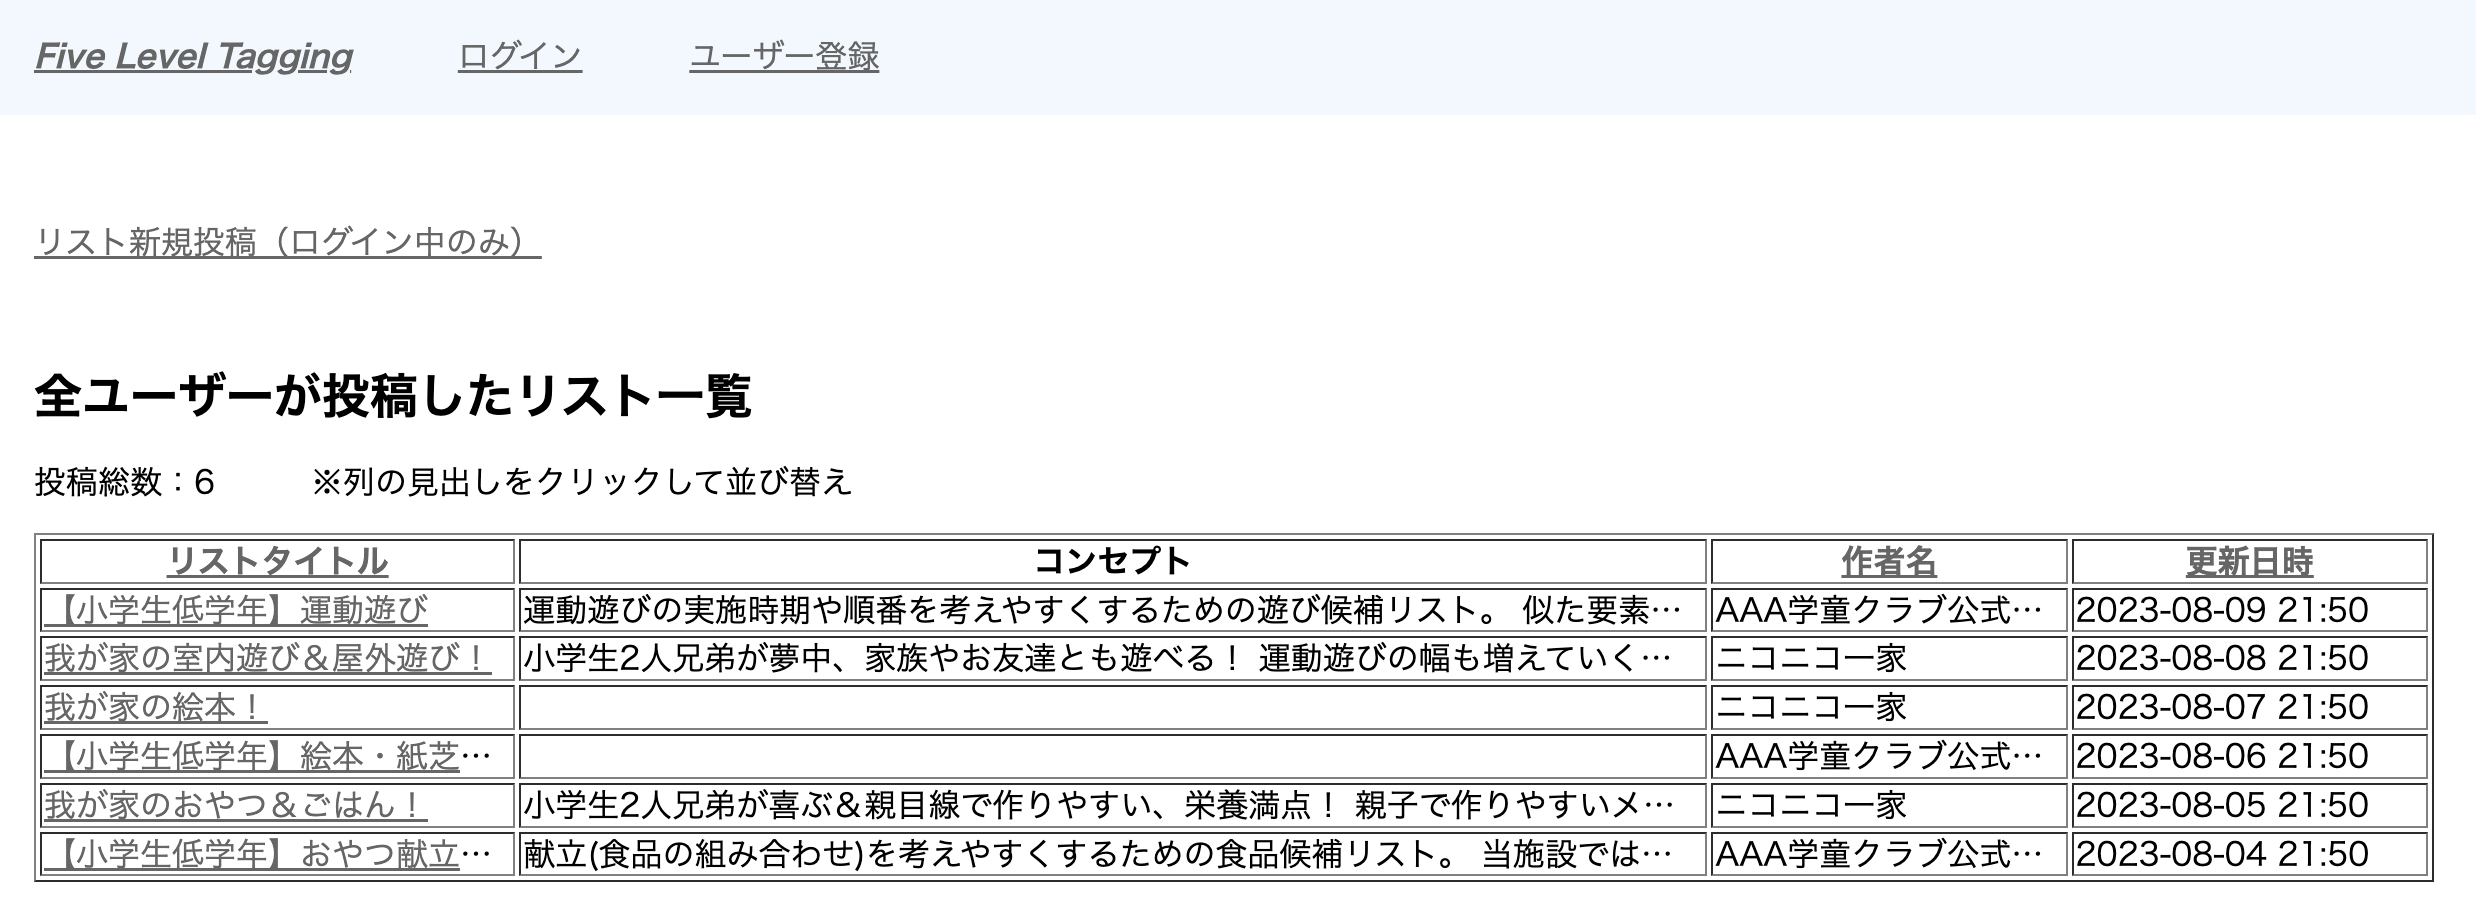 Five Level Tagging ログイン ユーザー登録
リスト新規投稿（ログイン中のみ）
全ユーザーが投稿したリスト一覧
投稿総数：6 ※列の見出しをクリックして並び替え
リストタイトル コンセプト 作者名 更新日時
【小学生低学年】運動遊び 運動遊びの実施時期や順番を考えやすくするための遊び候補リスト。 似た要素… AAA学童クラブ公式… 2023-08-09 21:50
我が家の室内遊び＆屋外遊び！ 小学生2人兄弟が夢中、家族やお友達とも遊べる！ 運動遊びの幅も増えていく… ニコニコ一家 2023-08-08 21:50
我が家の絵本！ ニコニコ一家 2023-08-07 21:50
【小学生低学年】絵本・紙芝… AAA学童クラブ公式… 2023-08-06 21:50
我が家のおやつ＆ごはん！ 小学生2人兄弟が喜ぶ＆親目線で作りやすい、栄養満点！ 親子で作りやすいメ… ニコニコ一家 2023-08-05 21:50
【小学生低学年】おやつ献立… 献立(食品の組み合わせ)を考えやすくするための食品候補リスト。 当施設では… AAA学童クラブ公式… 2023-08-04 21:50